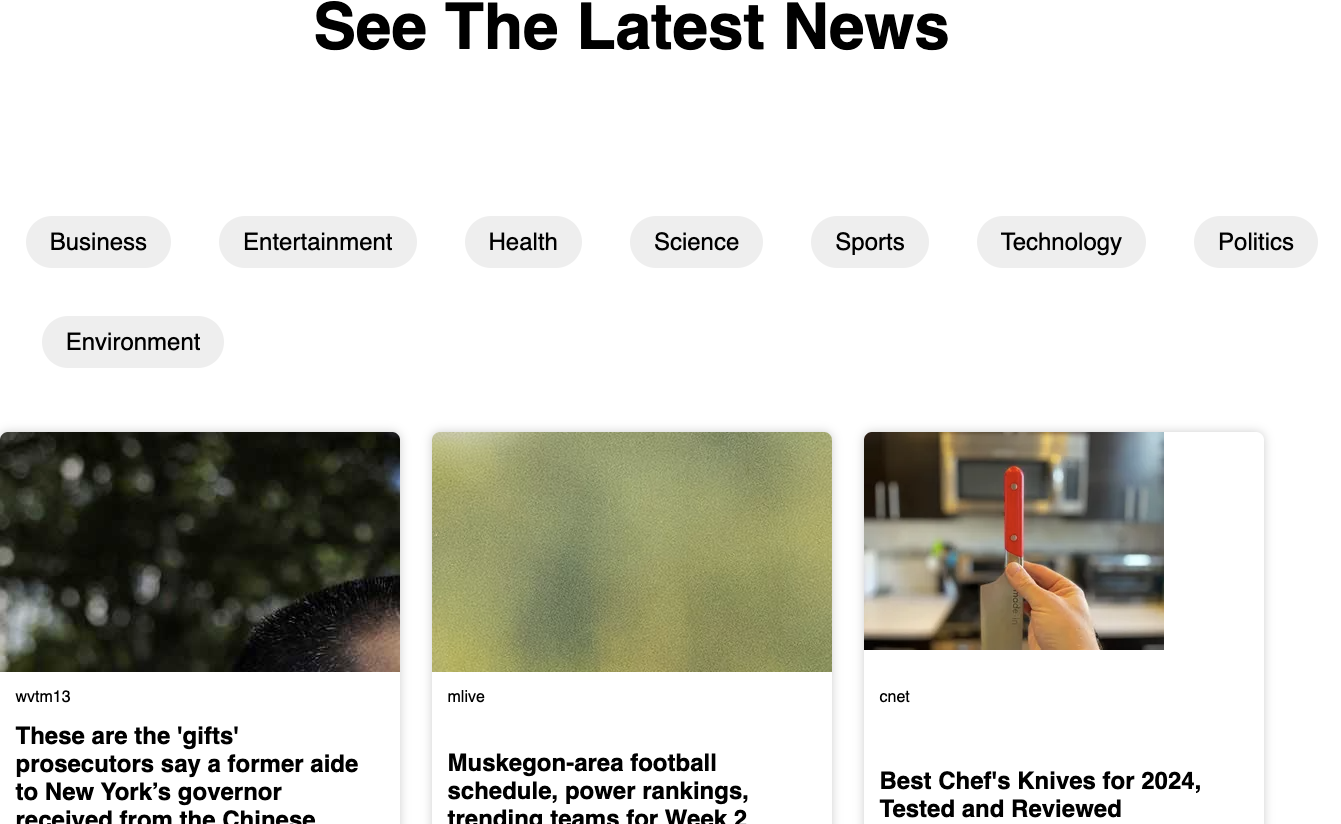 See The Latest News
Business Entertainment Health Science Sports Technology Politics
Environment
wvtm13
These are the 'gifts'
prosecutors say a former aide
to New York’s governor
received from the Chinese
mlive
Muskegon-area football
schedule, power rankings,
trending teams for Week 2
cnet
Best Chef's Knives for 2024,
Tested and Reviewed
made in